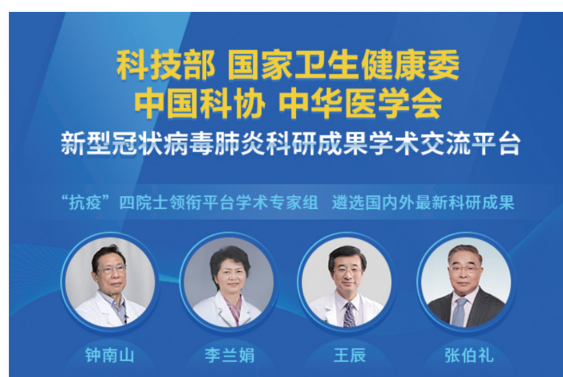 科技部 国家卫生健康委
中国科协 中华医学会
新型冠状病毒肺炎科研成果学术交流平台
“抗疫”四院士领衔平台学术专家组 遴选国内外最新科研成果
钟南山 李兰娟 王辰 张伯礼